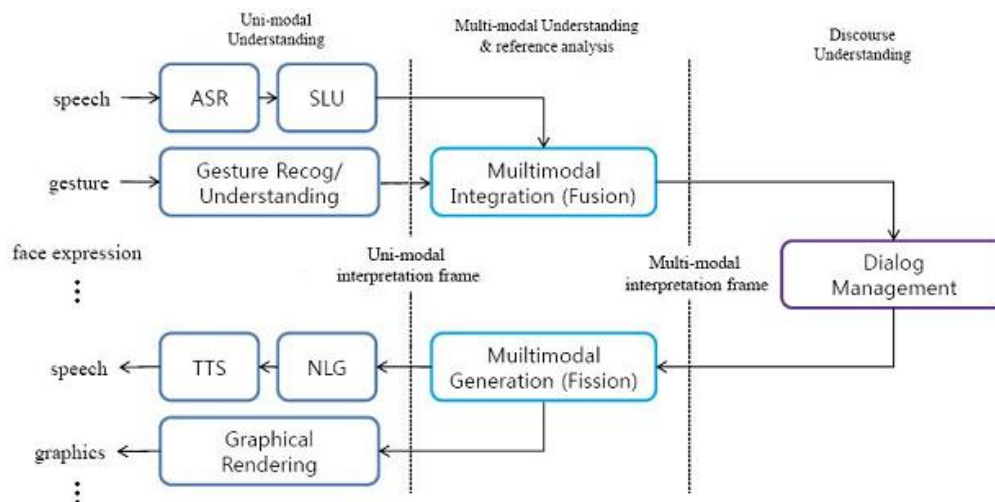 Uni-modal
Understanding
Multi-modal Understanding
& reference analysis
Discourse
Understanding
speech
ASR
SLU
gesture
Gesture Recog/
Understanding
Muiltimodal
Integration (Fusion)
face expression
Uni-modal
interpretation frame
Multi-modal
interpretation frame
Dialog
Management
speech
TTS
NLG
Muiltimodal
Generation (Fission)
graphics
Graphical
Rendering